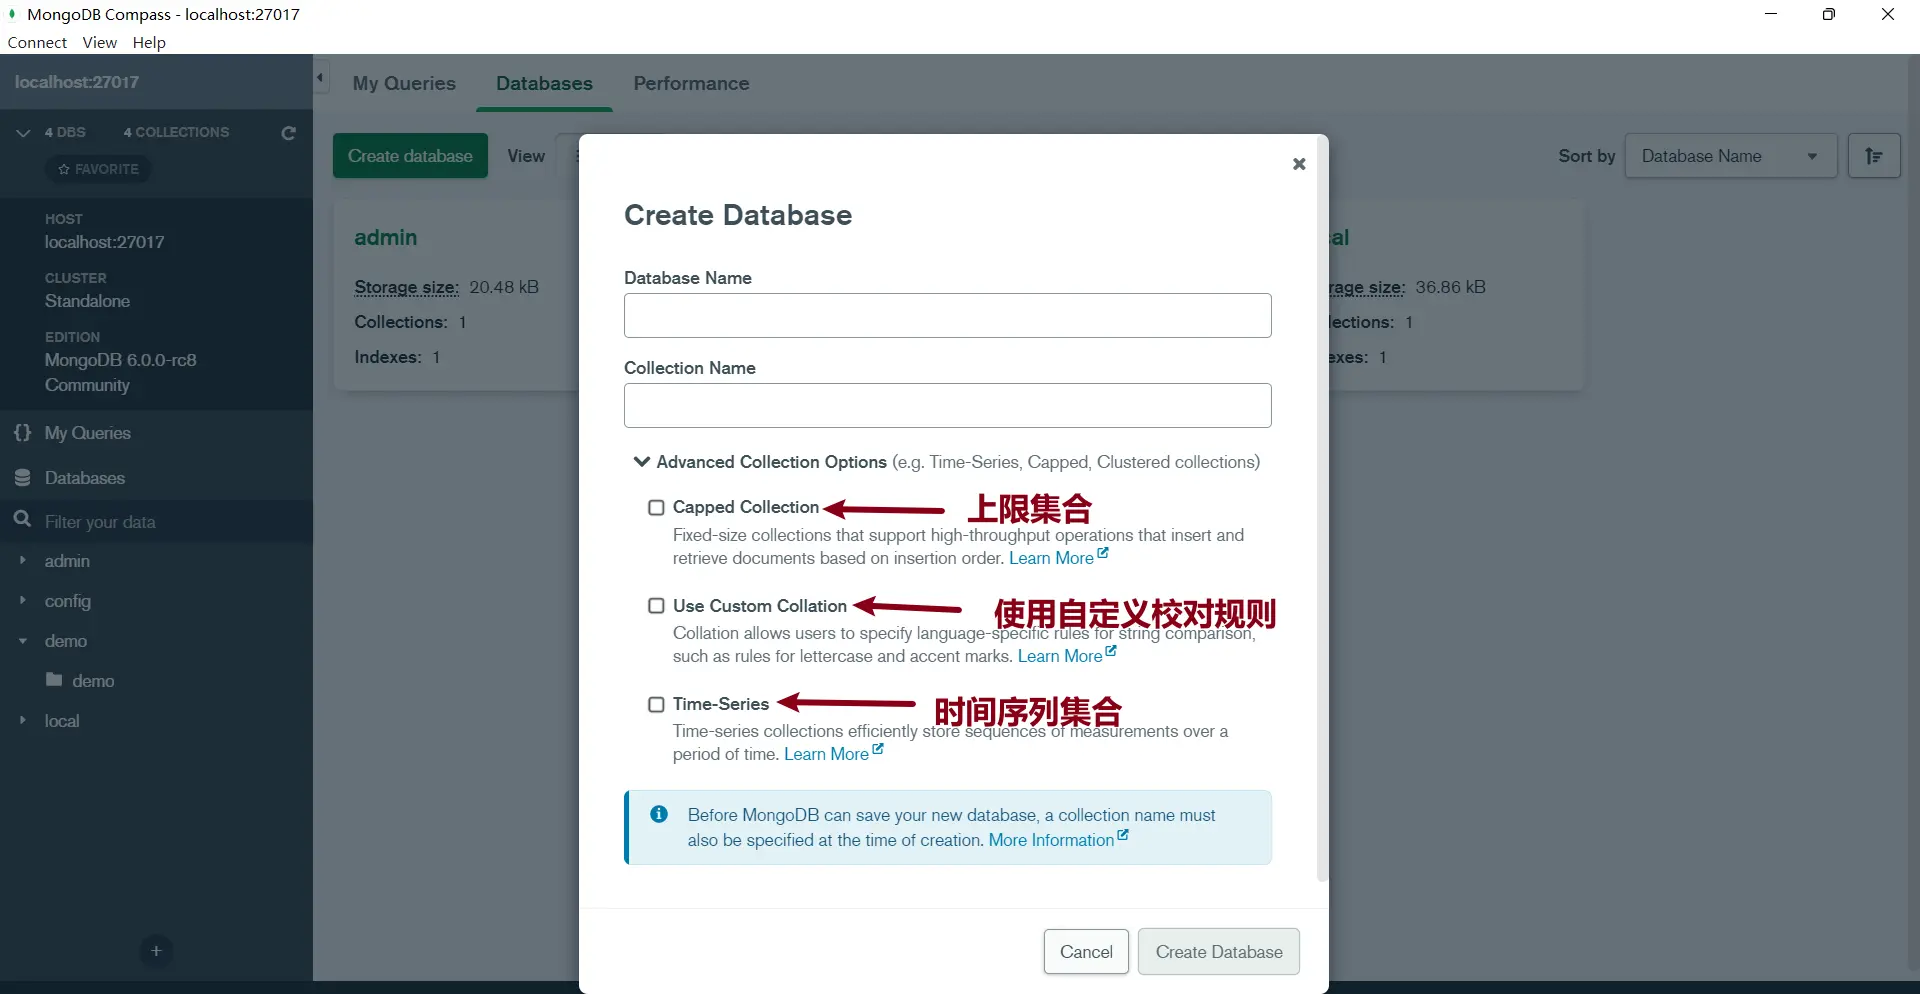 MongoDB Compass - localhost:27017
Connect View Help
localhost:27017
4 DBS 4 COLLECTIONS
FAVORITE
HOST
localhost:27017
CLUSTER
Standalone
EDITION
MongoDB 6.0.0-rc8
Community
{} My Queries
Databases
Filter your data
admin
config
demo
demo
local
+
My Queries Databases Performance
Create database View
Sort by Database Name
admin
Storage size: 20.48 kB
Collections: 1
Indexes: 1
al
rage size: 36.86 kB
lections: 1
exes: 1
Create Database
Database Name
Collection Name
Advanced Collection Options (e.g. Time-Series, Capped, Clustered collections)
Capped Collection 上限集合
Fixed-size collections that support high-throughput operations that insert and
retrieve documents based on insertion order. Learn More
Use Custom Collation 使用自定义校对规则
Collation allows users to specify language-specific rules for string comparison,
such as rules for lettercase and accent marks. Learn More
Time-Series 时间序列集合
Time-series collections efficiently store sequences of measurements over a
period of time. Learn More
Before MongoDB can save your new database, a collection name must
also be specified at the time of creation. More Information
Cancel Create Database